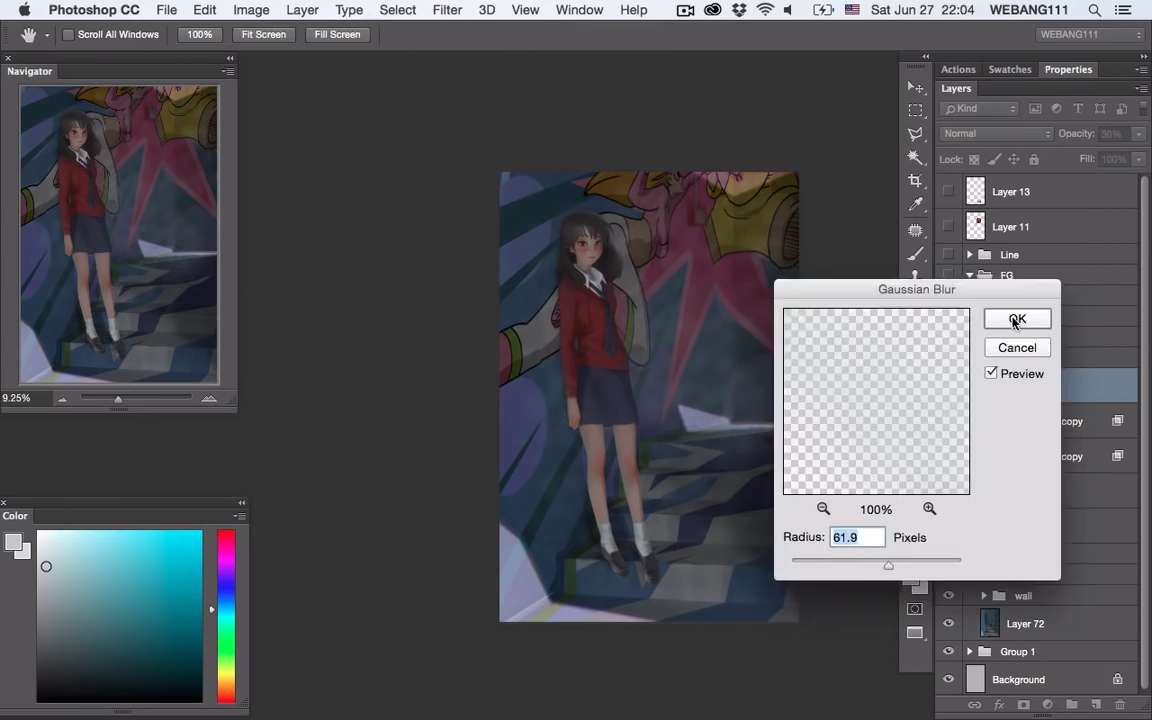 Photoshop CC File Edit Image Layer Type Select Filter 3D View Window Help Sat Jun 27 22:04 WEBANG111
Scroll All Windows 100% Fit Screen Fill Screen WEBANG111
Navigator
Actions Swatches Properties
Layers
Kind
Normal Opacity: 30%
Lock: Fill: 100%
Layer 13
Layer 11
Line
FG
Gaussian Blur
OK
Cancel
Preview
9.25%
copy
copy
100%
Radius: 61.9 Pixels
Color
wall
Layer 72
Group 1
Background